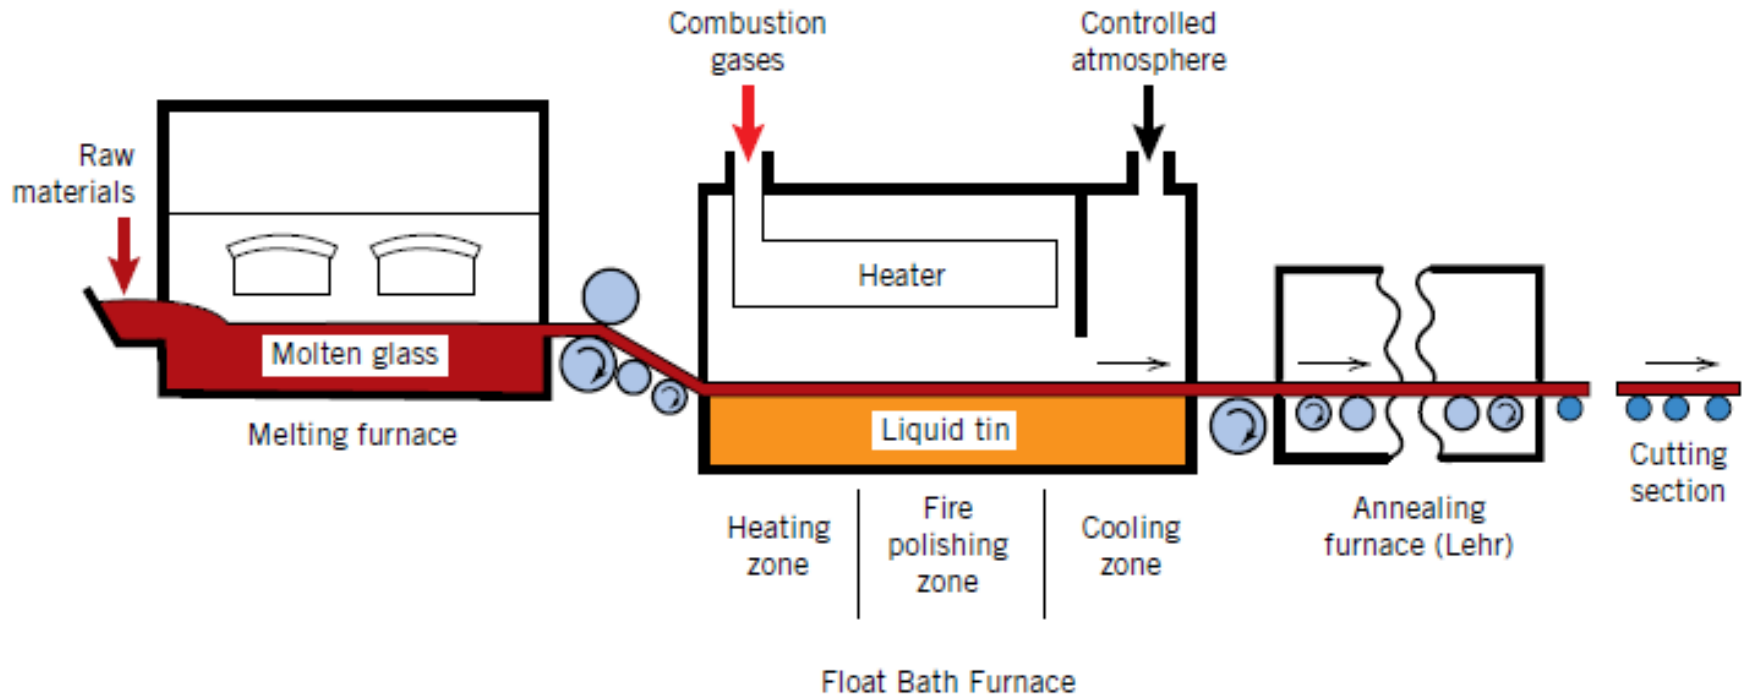 Combustion
gases
Controlled
atmosphere
Raw
materials
Heater
Molten glass
Melting furnace
Liquid tin
Cutting
section
Heating
zone
Fire
polishing
zone
Cooling
zone
Annealing
furnace (Lehr)
Float Bath Furnace